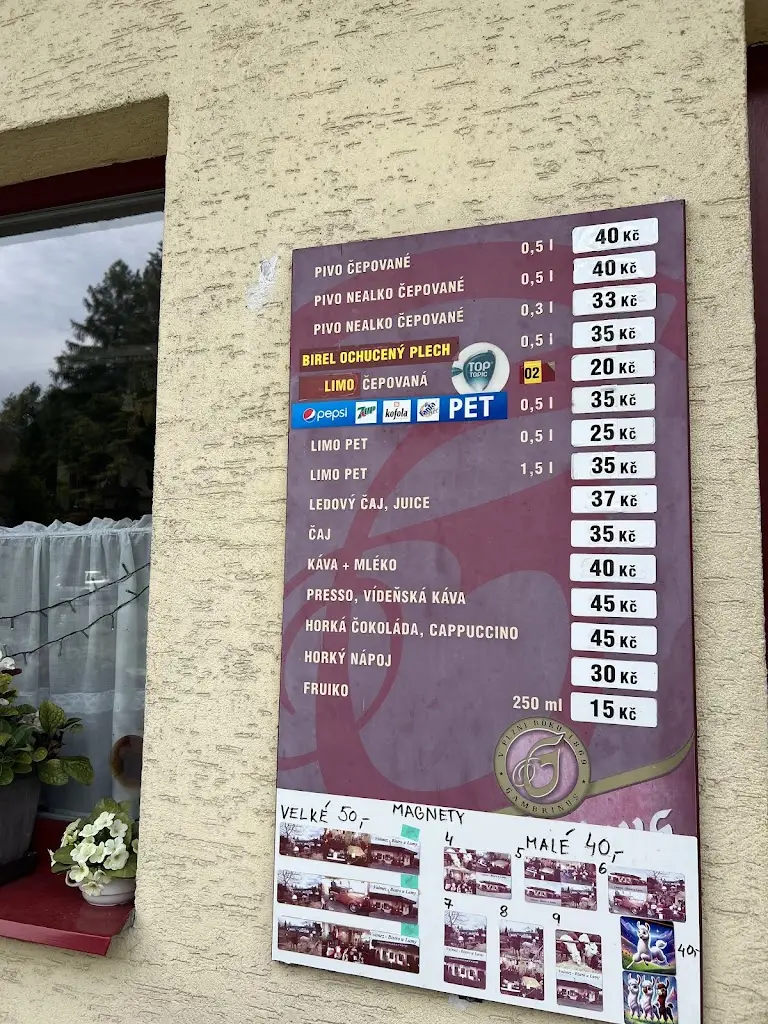 PIVO ČEPOVANÉ 0,5 l 40 Kč
PIVO NEALKO ČEPOVANÉ 0,5 l 40 Kč
PIVO NEALKO ČEPOVANÉ 0,3 l 33 Kč
BIREL OCHUCENÝ PLECH 0,5 l 35 Kč
LIMO ČEPOVANÁ TOP TOPIC 02 20 Kč
pepsi 7UP kofola PET 0,5 l 35 Kč
LIMO PET 0,5 l 25 Kč
LIMO PET 1,5 l 35 Kč
LEDOVÝ ČAJ, JUICE 37 Kč
ČAJ 35 Kč
KÁVA + MLÉKO 40 Kč
PRESSO, VÍDEŇSKÁ KÁVA 45 Kč
HORKÁ ČOKOLÁDA, CAPPUCCINO 45 Kč
HORKÝ NÁPOJ 30 Kč
FRUIKO 250 ml 15 Kč
V PLZNI ROKU 1869
GAMBRINUS
VELKÉ 50,- MAGNETY
4 5 MALÉ 40,-
6
7 8 9
40,-